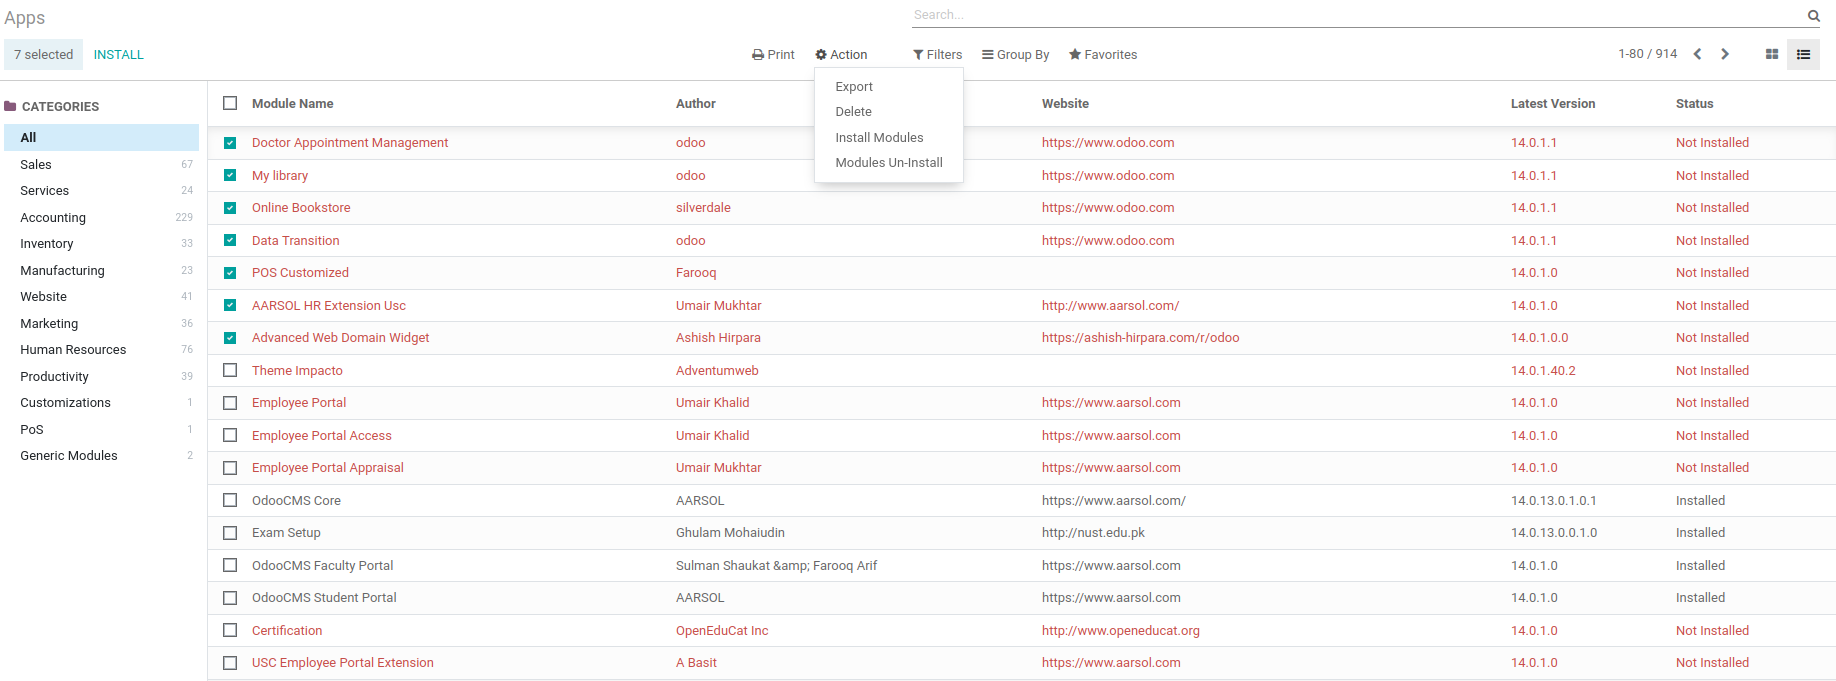 Apps
Search...
7 selected INSTALL Print Action Filters Group By Favorites 1-80 / 914
Export
Delete
Install Modules
Modules Un-Install
CATEGORIES
All
Sales 67
Services 24
Accounting 229
Inventory 33
Manufacturing 23
Website 41
Marketing 36
Human Resources 76
Productivity 39
Customizations 1
PoS 1
Generic Modules 2
Module Name Author Website Latest Version Status
Doctor Appointment Management odoo https://www.odoo.com 14.0.1.1 Not Installed
My library odoo https://www.odoo.com 14.0.1.1 Not Installed
Online Bookstore silverdale https://www.odoo.com 14.0.1.1 Not Installed
Data Transition odoo https://www.odoo.com 14.0.1.1 Not Installed
POS Customized Farooq 14.0.1.0 Not Installed
AARSOL HR Extension Usc Umair Mukhtar http://www.aarsol.com/ 14.0.1.0 Not Installed
Advanced Web Domain Widget Ashish Hirpara https://ashish-hirpara.com/r/odoo 14.0.1.0.0 Not Installed
Theme Impacto Adventumweb 14.0.1.40.2 Not Installed
Employee Portal Umair Khalid https://www.aarsol.com 14.0.1.0 Not Installed
Employee Portal Access Umair Khalid https://www.aarsol.com 14.0.1.0 Not Installed
Employee Portal Appraisal Umair Mukhtar https://www.aarsol.com 14.0.1.0 Not Installed
OdooCMS Core AARSOL https://www.aarsol.com/ 14.0.13.0.1.0.1 Installed
Exam Setup Ghulam Mohaiudin http://nust.edu.pk 14.0.13.0.0.1.0 Installed
OdooCMS Faculty Portal Sulman Shaukat &amp; Farooq Arif https://www.aarsol.com 14.0.1.0 Installed
OdooCMS Student Portal AARSOL https://www.aarsol.com 14.0.1.0 Installed
Certification OpenEduCat Inc http://www.openeducat.org 14.0.1.0 Not Installed
USC Employee Portal Extension A Basit https://www.aarsol.com 14.0.1.0 Not Installed